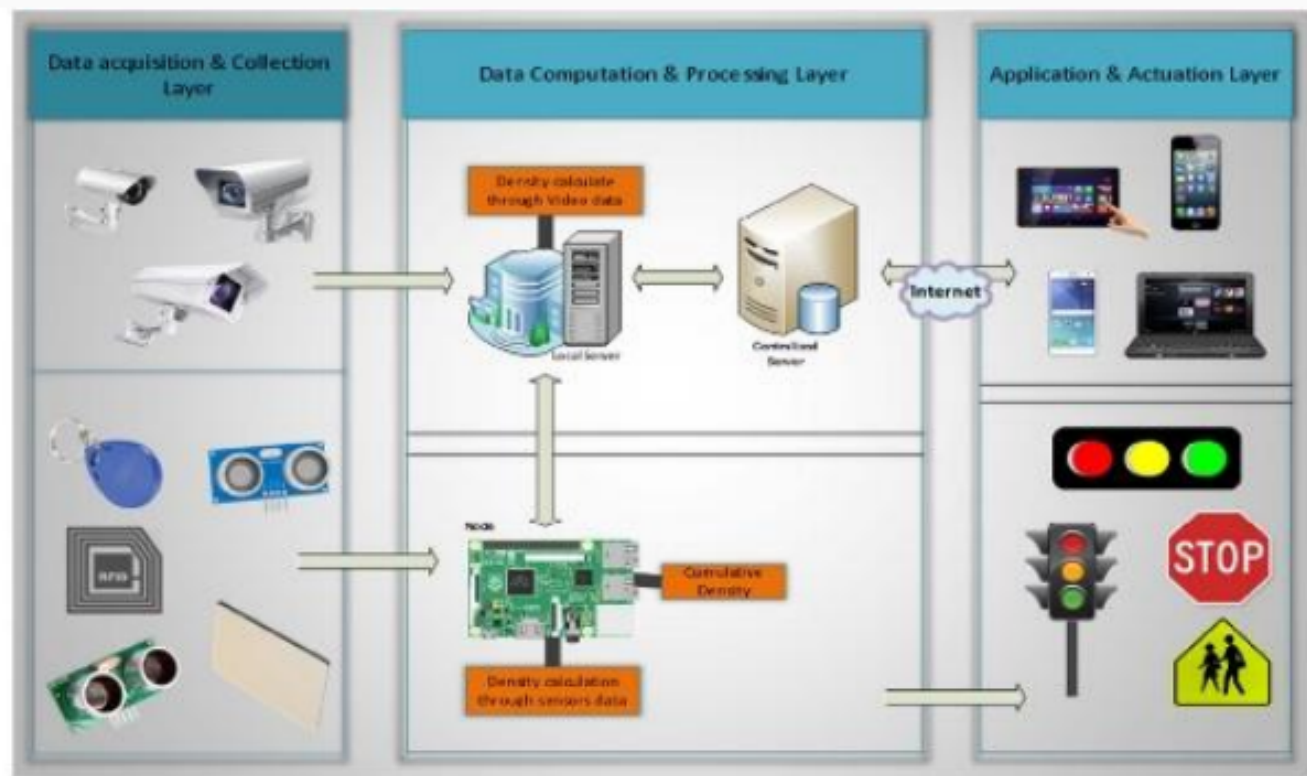 Data acquisition & Collection
Layer
Data Computation & Processing Layer
Application & Actuation Layer
Density calculate
through Video data
Local Server
Centralized
Server
Internet
Node
RFID
Cumulative
Density
Density calculation
through sensors data
STOP